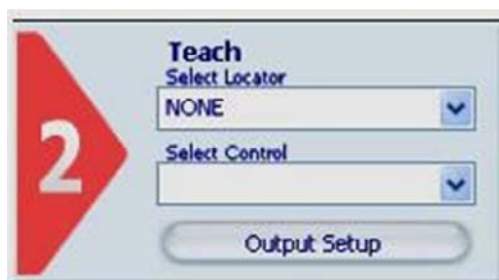 2
Teach
Select Locator
NONE
Select Control
Output Setup